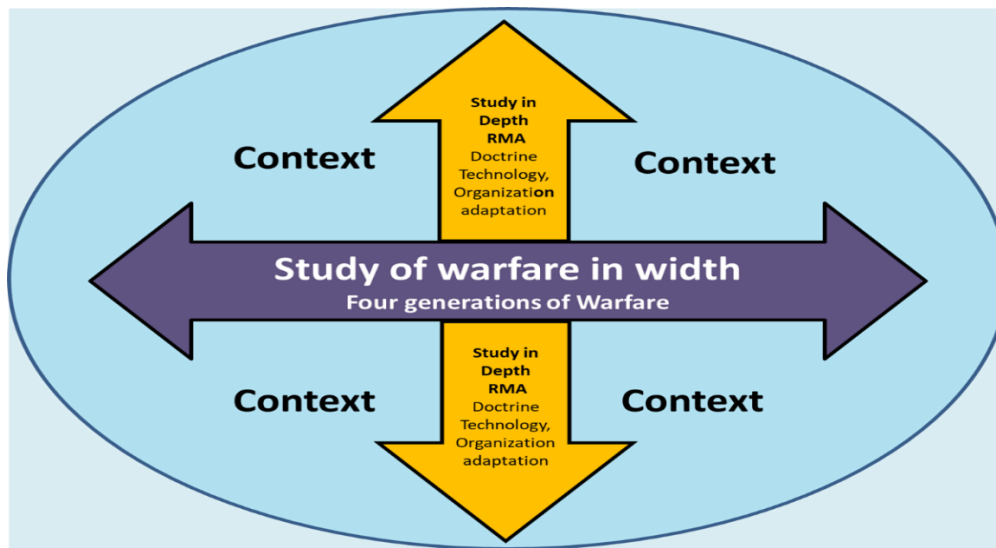 Study in
Depth
RMA
Doctrine
Technology,
Organization
adaptation
Context
Context
Study of warfare in width
Four generations of Warfare
Study in
Depth
RMA
Doctrine
Technology,
Organization
adaptation
Context
Context